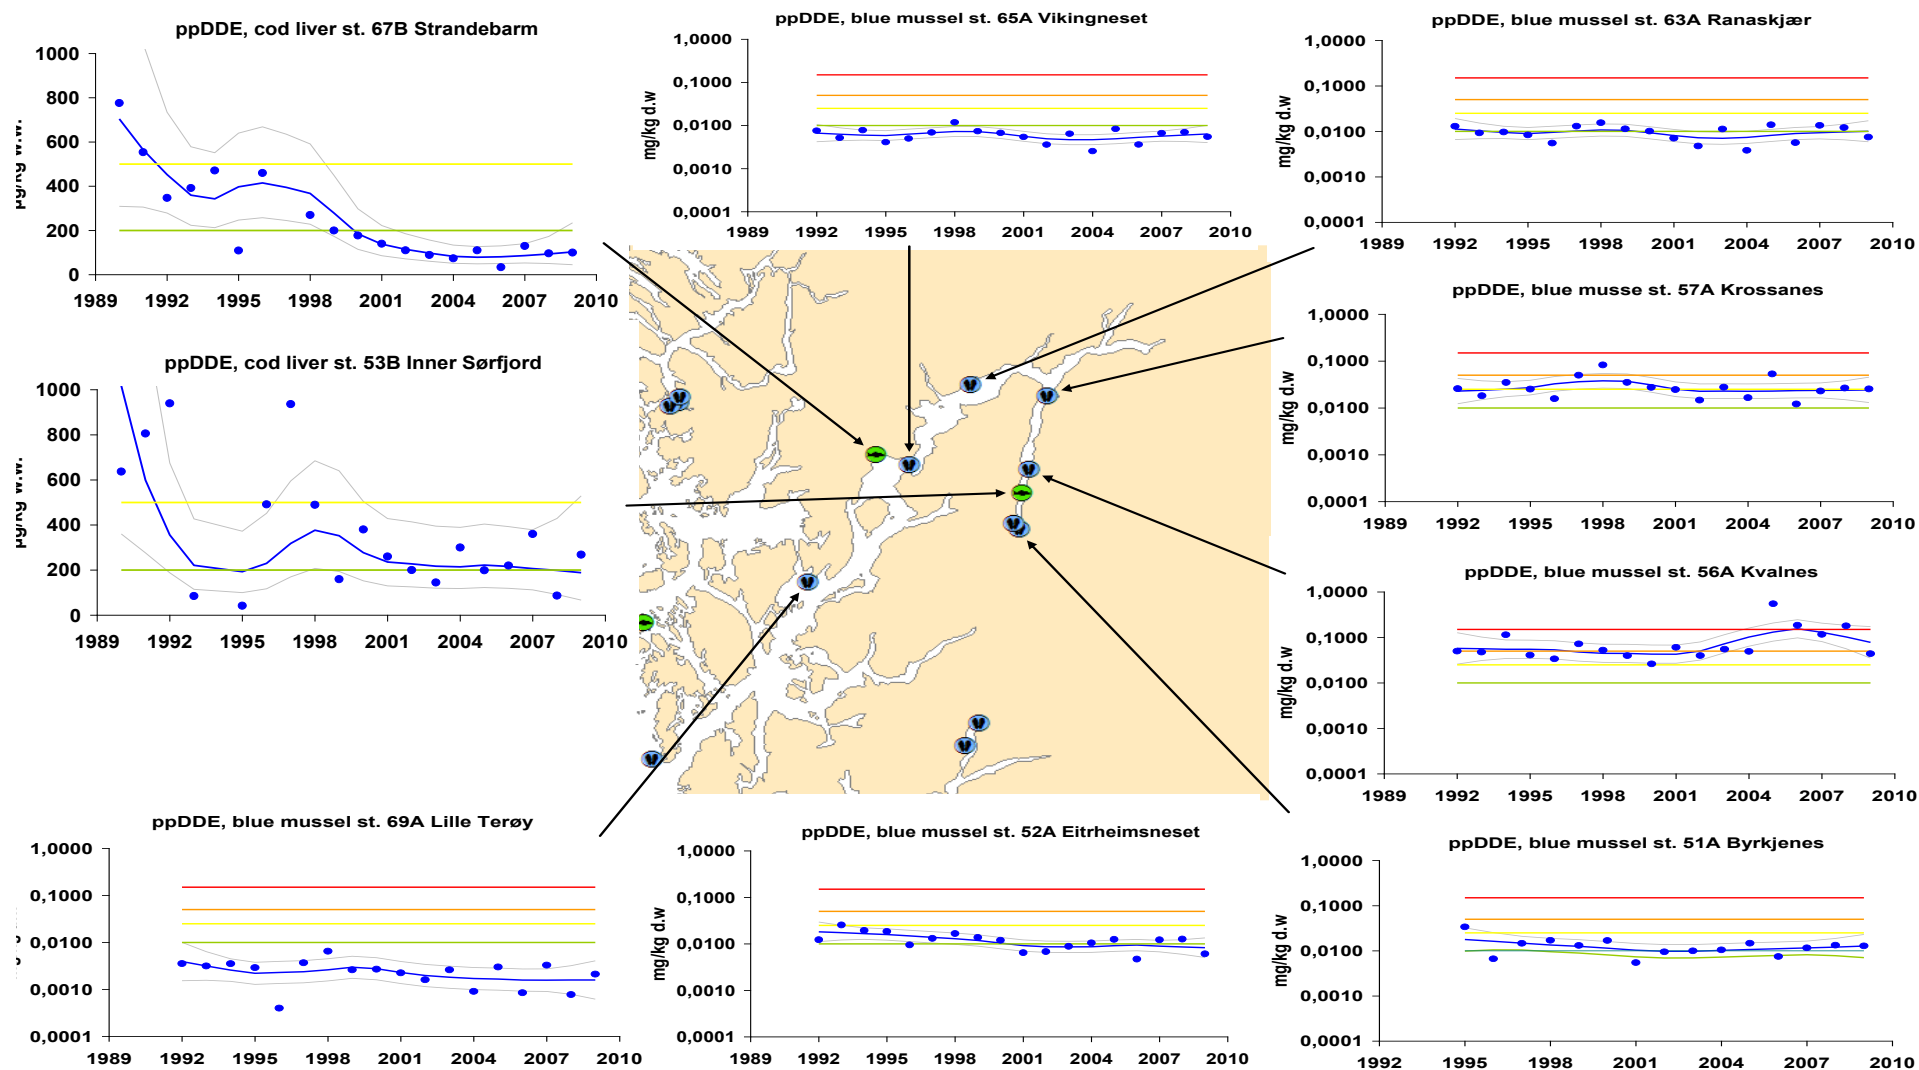 ppDDE, cod liver st. 67B Strandebarm
1000
800
600
400
200
0
1989 1992 1995 1998 2001 2004 2007 2010
µg/kg w.w.
ppDDE, blue mussel st. 65A Vikingneset
1,0000
0,1000
0,0100
0,0010
0,0001
1989 1992 1995 1998 2001 2004 2007 2010
mg/kg d.w
ppDDE, blue mussel st. 63A Ranaskjær
1,0000
0,1000
0,0100
0,0010
0,0001
1989 1992 1995 1998 2001 2004 2007 2010
mg/kg d.w
ppDDE, blue musse st. 57A Krossanes
1,0000
0,1000
0,0100
0,0010
0,0001
1989 1992 1995 1998 2001 2004 2007 2010
mg/kg d.w
ppDDE, cod liver st. 53B Inner Sørfjord
1000
800
600
400
200
0
1989 1992 1995 1998 2001 2004 2007 2010
µg/kg w.w.
ppDDE, blue mussel st. 56A Kvalnes
1,0000
0,1000
0,0100
0,0010
0,0001
1989 1992 1995 1998 2001 2004 2007 2010
mg/kg d.w
ppDDE, blue mussel st. 69A Lille Terøy
1,0000
0,1000
0,0100
0,0010
0,0001
1989 1992 1995 1998 2001 2004 2007 2010
ppDDE, blue mussel st. 52A Eitrheimsneset
1,0000
0,1000
0,0100
0,0010
0,0001
1989 1992 1995 1998 2001 2004 2007 2010
mg/kg d.w
ppDDE, blue mussel st. 51A Byrkjenes
1,0000
0,1000
0,0100
0,0010
0,0001
1992 1995 1998 2001 2004 2007 2010
mg/kg d.w